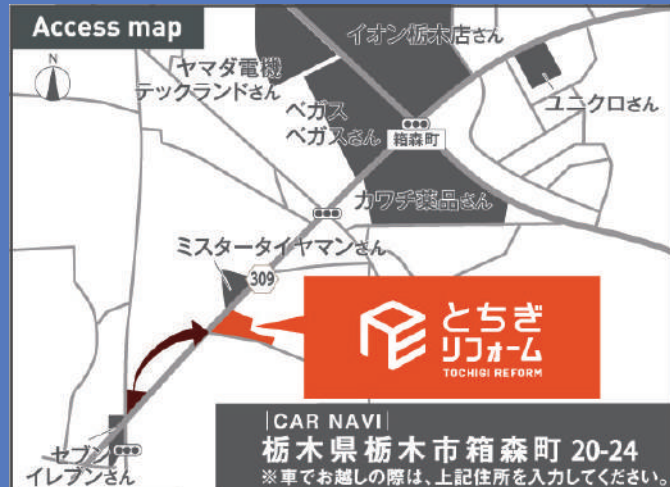 Access map
N
イオン栃木店さん
ヤマダ電機
テックランドさん
ベガス
ベガスさん
ユニクロさん
箱森町
カワチ薬品さん
ミスタータイヤマンさん
309
とちぎ
リフォーム
TOCHIGI REFORM
セブン
イレブンさん
CAR NAVI
栃木県栃木市箱森町 20-24
※車でお越しの際は、上記住所を入力してください。